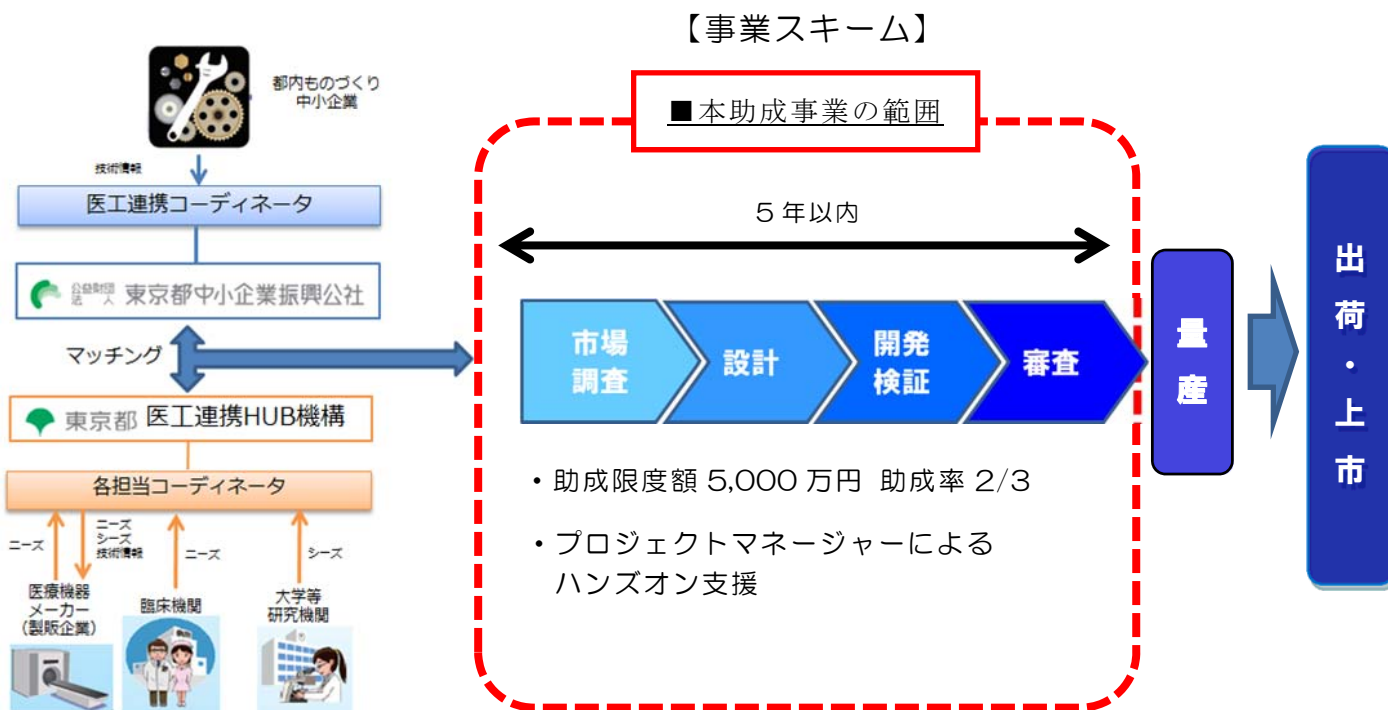 【事業スキーム】
都内ものづくり
中小企業
技術情報
医工連携コーディネータ
公益財団
法人 東京都中小企業振興公社
マッチング
東京都 医工連携HUB機構
各担当コーディネータ
ニーズ
ニーズ
シーズ
技術情報
ニーズ
シーズ
医療機器
メーカー
（製販企業）
臨床機関
大学等
研究機関
■本助成事業の範囲
5年以内
市場
調査
設計
開発
検証
審査
・助成限度額 5,000 万円 助成率 2/3
・プロジェクトマネージャーによる
ハンズオン支援
量産
出荷・上市